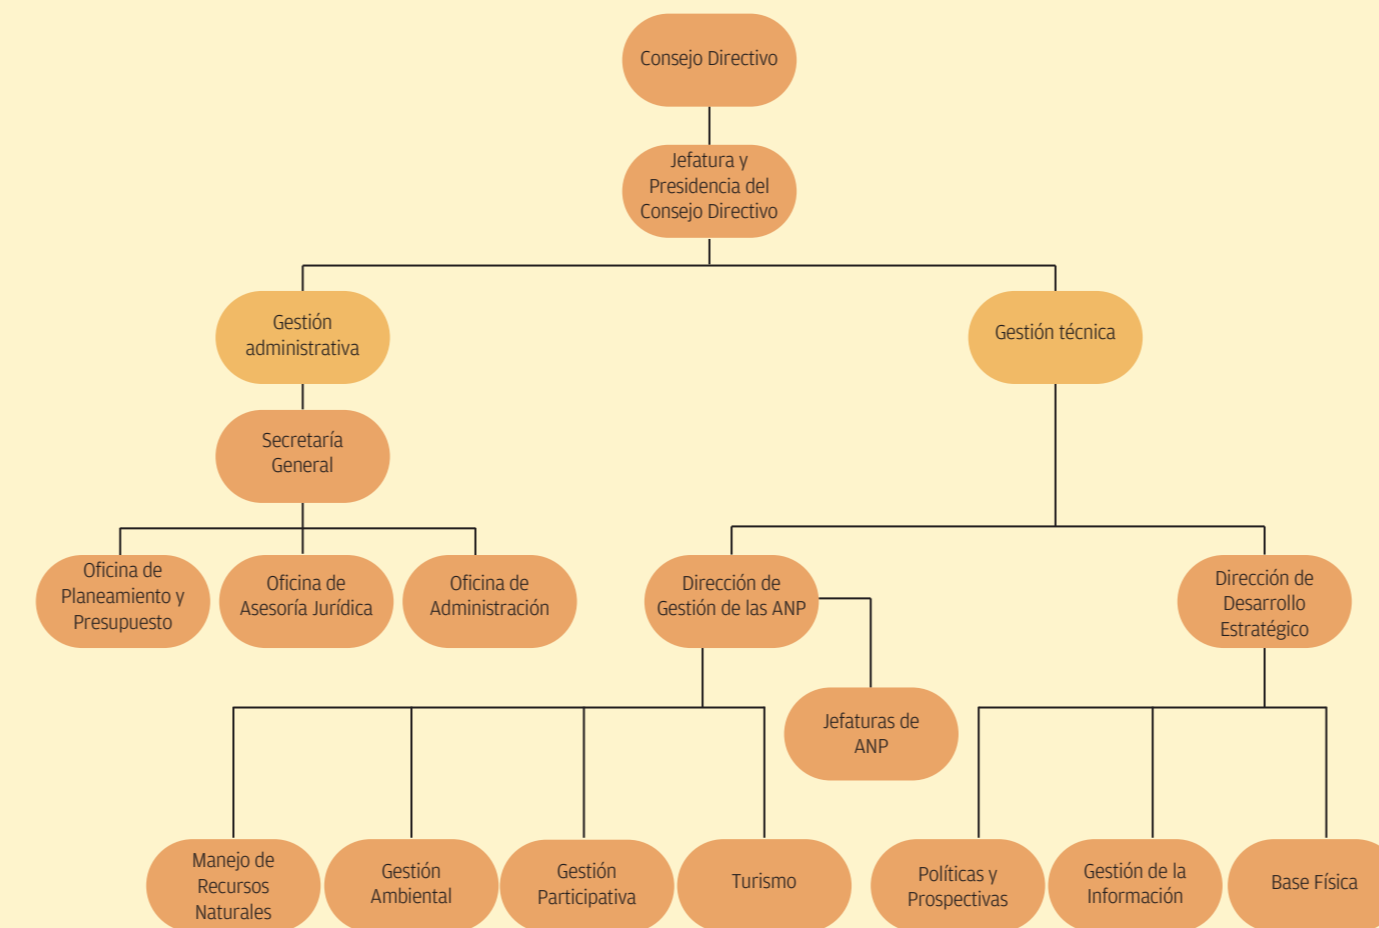 Consejo Directivo
Jefatura y
Presidencia del
Consejo Directivo
Gestión
administrativa
Gestión técnica
Secretaría
General
Oficina de
Planeamiento y
Presupuesto
Oficina de
Asesoría Jurídica
Oficina de
Administración
Dirección de
Gestión de las ANP
Dirección de
Desarrollo
Estratégico
Jefaturas de
ANP
Manejo de
Recursos
Naturales
Gestión
Ambiental
Gestión
Participativa
Turismo
Políticas y
Prospectivas
Gestión de la
Información
Base Física